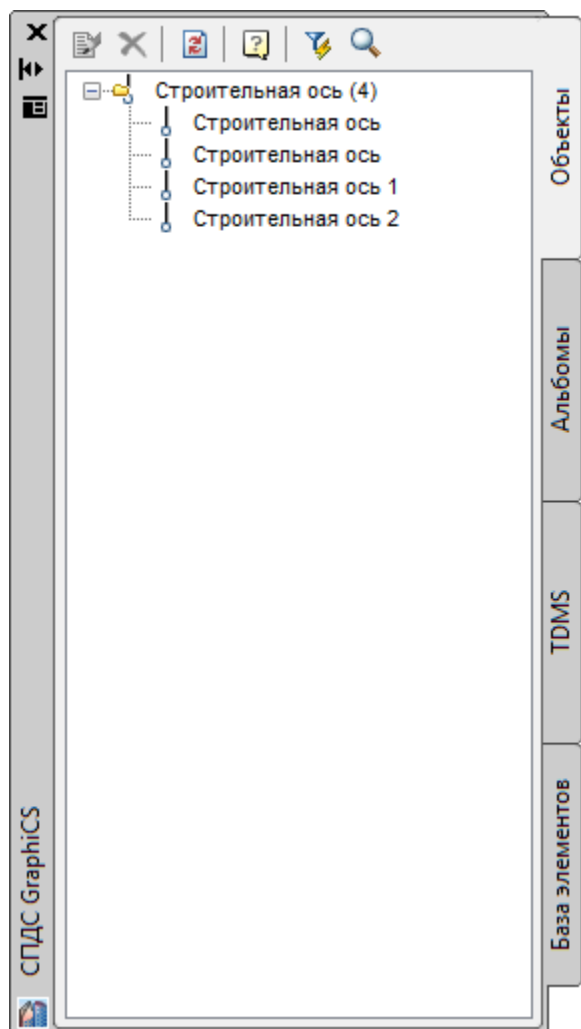 Строительная ось (4)
Строительная ось
Строительная ось
Строительная ось 1
Строительная ось 2
Объекты
Альбомы
TDMS
База элементов
СПДС GraphiCS